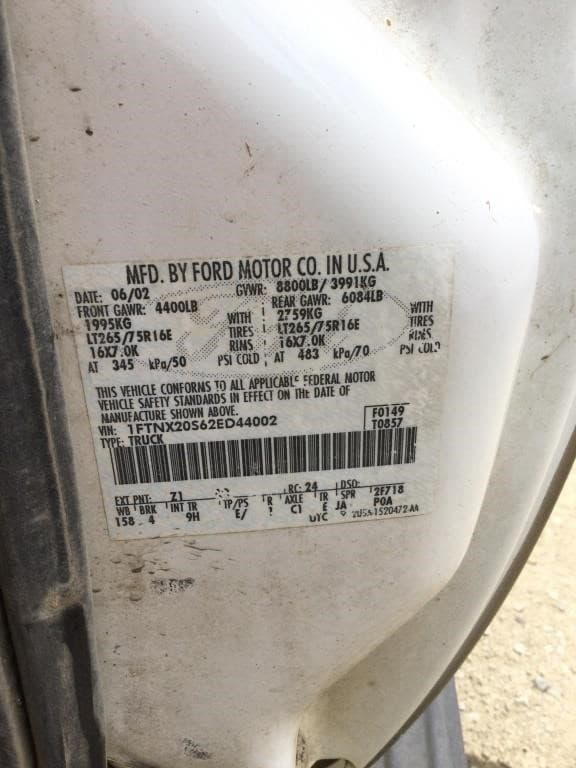 MFD. BY FORD MOTOR CO. IN U.S.A.
DATE: 06/02 GVWR: 8800LB/ 3991KG
FRONT GAWR: 4400LB REAR GAWR: 6084LB
1995KG WITH 2759KG WITH
LT265/75R16E TIRES LT265/75R16E TIRES
16X7.0K RIMS 16X7.0K RIMS
AT 345 kPa/50 PSI COLD AT 483 kPa/70 PSI COLD
THIS VEHICLE CONFORMS TO ALL APPLICABLE FEDERAL MOTOR
VEHICLE SAFETY STANDARDS IN EFFECT ON THE DATE OF
MANUFACTURE SHOWN ABOVE.
VIN: 1FTNX20S62ED44002 F0149
TYPE: TRUCK T0857
EXT PNT: Z1 RC: 24 DSO:
WB BRK INT TR TP/PS R AXLE TR SPR 2F718
158 4 9H E/ C1 E JA POA